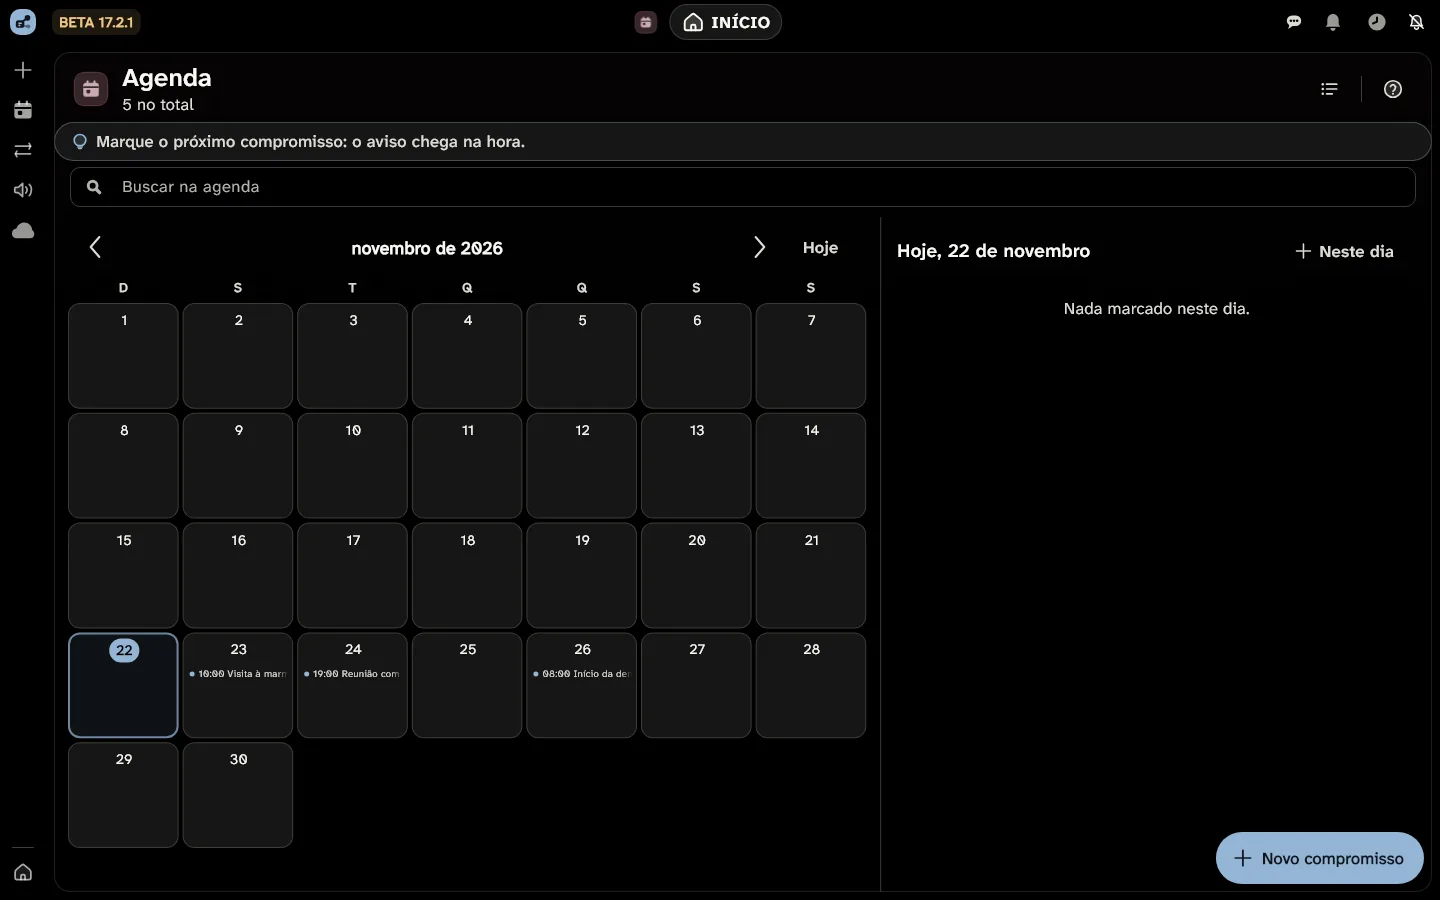 BETA 17.2.1
INÍCIO
Agenda
5 no total
Marque o próximo compromisso: o aviso chega na hora.
Buscar na agenda
novembro de 2026
Hoje
D S T Q Q S S
1 2 3 4 5 6 7
8 9 10 11 12 13 14
15 16 17 18 19 20 21
22 23 24 25 26 27 28
10:00 Visita à
19:00 Reunião com
08:00 Início da
29 30
Hoje, 22 de novembro
Neste dia
Nada marcado neste dia.
Novo compromisso